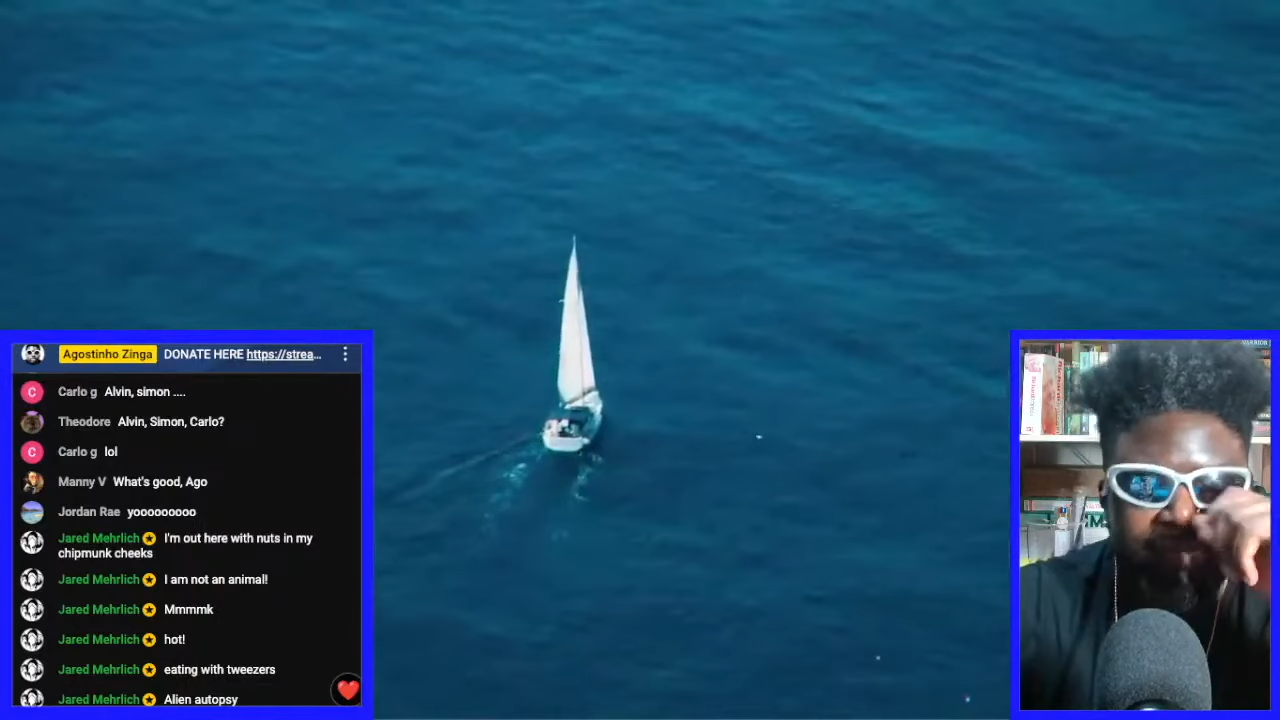 Agostinho Zinga DONATE HERE https://strea...
Carlo g Alvin, simon ....
Theodore Alvin, Simon, Carlo?
Carlo g lol
Manny V What's good, Ago
Jordan Rae yooooooooo
Jared Mehrlich I'm out here with nuts in my
chipmunk cheeks
Jared Mehrlich I am not an animal!
Jared Mehrlich Mmmmk
Jared Mehrlich hot!
Jared Mehrlich eating with tweezers
Jared Mehrlich Alien autopsy